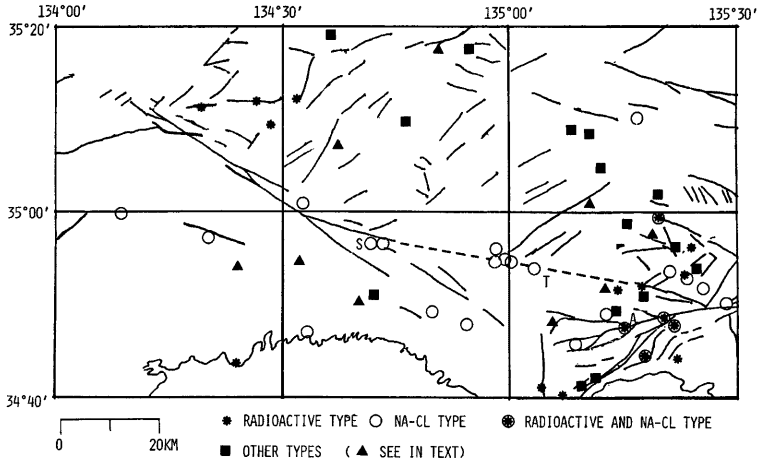 134°00' 134°30' 135°00' 135°30'
35°20'
35°00'
S
T
A
34°40'
RADIOACTIVE TYPE NA-CL TYPE RADIOACTIVE AND NA-CL TYPE
0 20KM
OTHER TYPES ( SEE IN TEXT)